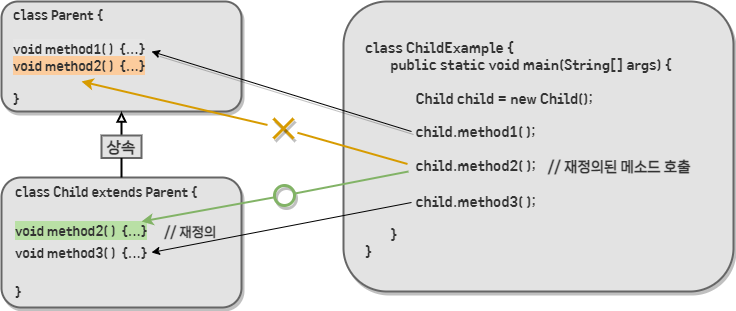 class Parent {
void method1( ) {...}
void method2( ) {...}
}
상속
class Child extends Parent {
void method2( ) {...} // 재정의
void method3( ) {...}
}
class ChildExample {
public static void main(String[] args) {
Child child = new Child();
child.method1( );
child.method2( ); // 재정의된 메소드 호출
child.method3( );
}
}